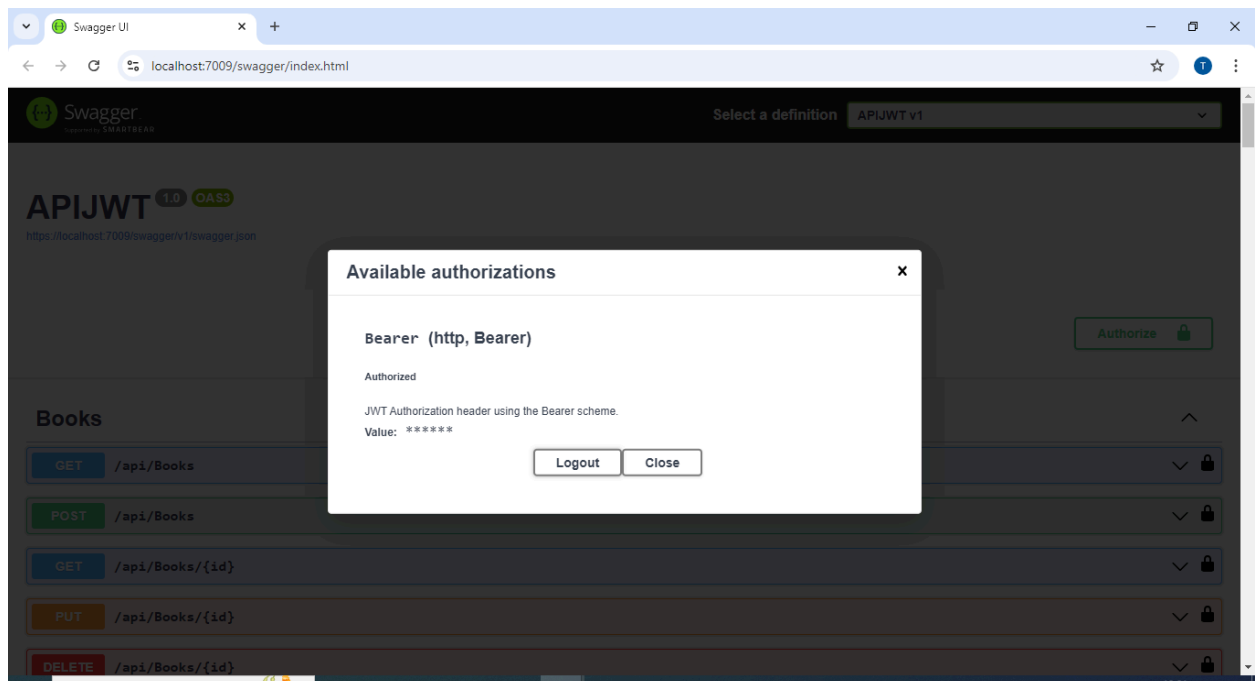 Swagger UI
localhost:7009/swagger/index.html
T
Swagger
Supported by SMARTBEAR
Select a definition
APIJWT v1
APIJWT 1.0 OAS3
https://localhost:7009/swagger/v1/swagger.json
Available authorizations
Bearer (http, Bearer)
Authorized
JWT Authorization header using the Bearer scheme.
Value: ******
Logout
Close
Authorize
Books
GET /api/Books
POST /api/Books
GET /api/Books/{id}
PUT /api/Books/{id}
DELETE /api/Books/{id}